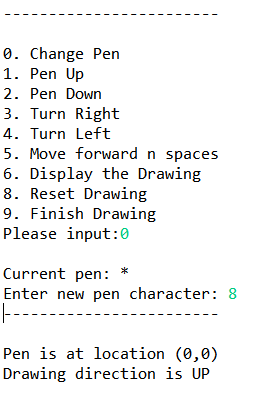 ------------------------
0. Change Pen
1. Pen Up
2. Pen Down
3. Turn Right
4. Turn Left
5. Move forward n spaces
6. Display the Drawing
8. Reset Drawing
9. Finish Drawing
Please input:0
Current pen: *
Enter new pen character: 8
------------------------
Pen is at location (0,0)
Drawing direction is UP